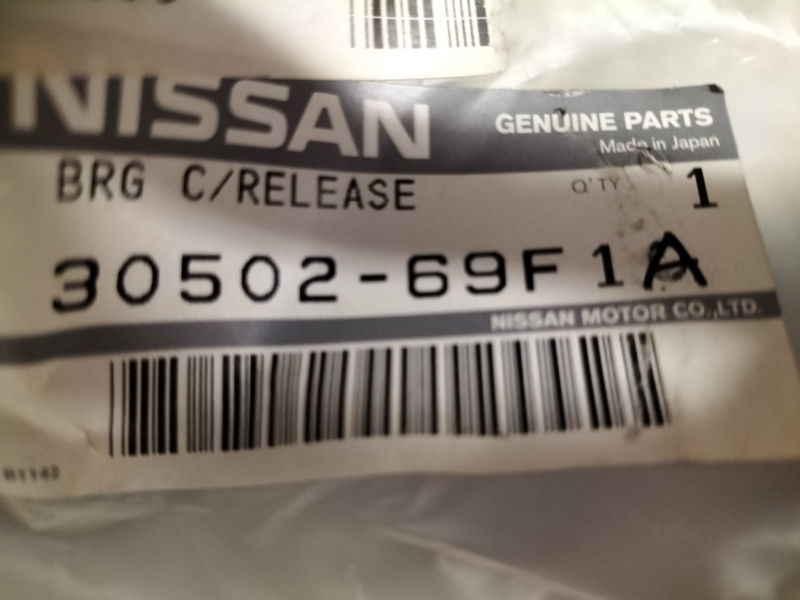 NISSAN
GENUINE PARTS
Made in Japan
BRG C/RELEASE
Q'TY 1
30502-69F1A
NISSAN MOTOR CO.,LTD.